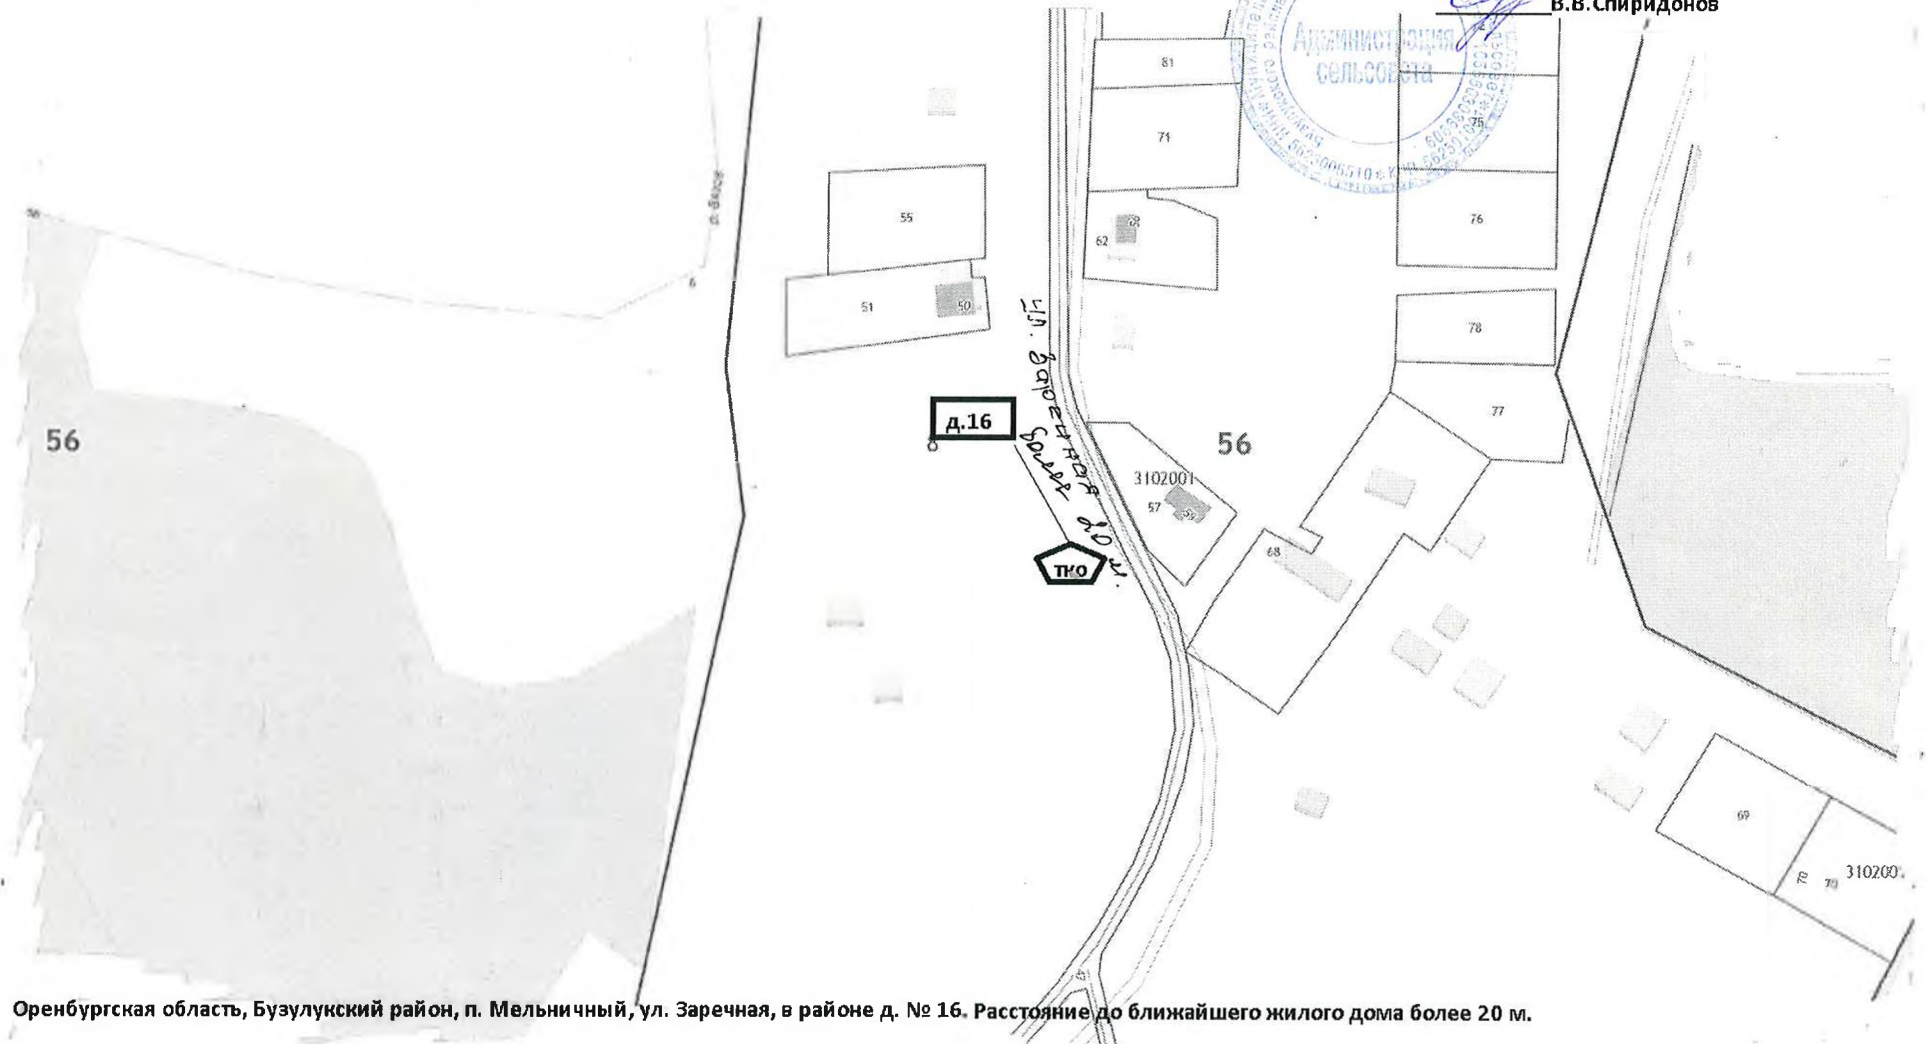 В.В.Спиридонов
Администрация
сельсовета
81
71
75
55
76
62
51
50
78
ул. Заречная
более 20 м.
д.16
77
56
56
3102001
57
68
тко
69
70
70
310200
Оренбургская область, Бузулукский район, п. Мельничный, ул. Заречная, в районе д. № 16. Расстояние до ближайшего жилого дома более 20 м.